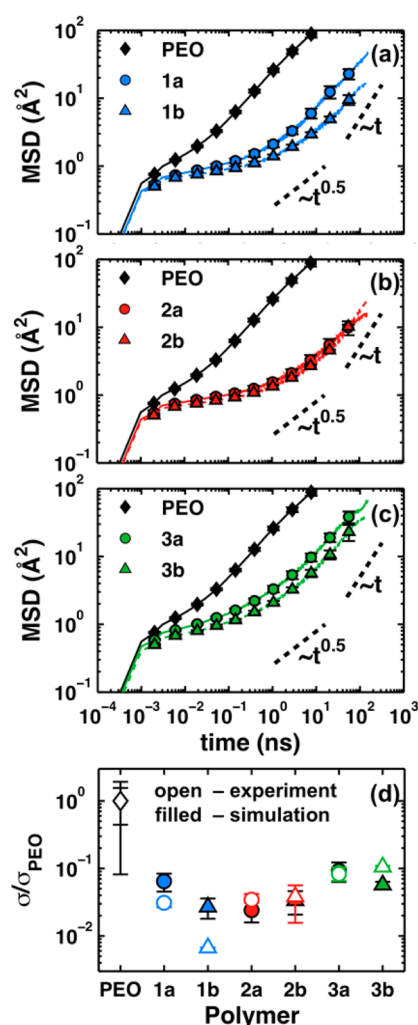 10²
(a)
PEO
1a
1b
10¹
MSD (Å²)
10⁰
~t
~t^0.5
10⁻¹
10²
(b)
PEO
2a
2b
10¹
MSD (Å²)
10⁰
~t
~t^0.5
10⁻¹
10²
(c)
PEO
3a
3b
10¹
MSD (Å²)
10⁰
~t
~t^0.5
10⁻¹
10⁻⁴ 10⁻³ 10⁻² 10⁻¹ 10⁰ 10¹ 10² 10³
time (ns)
open – experiment (d)
filled – simulation
10⁰
σ/σPEO
10⁻¹
10⁻²
PEO 1a 1b 2a 2b 3a 3b
Polymer